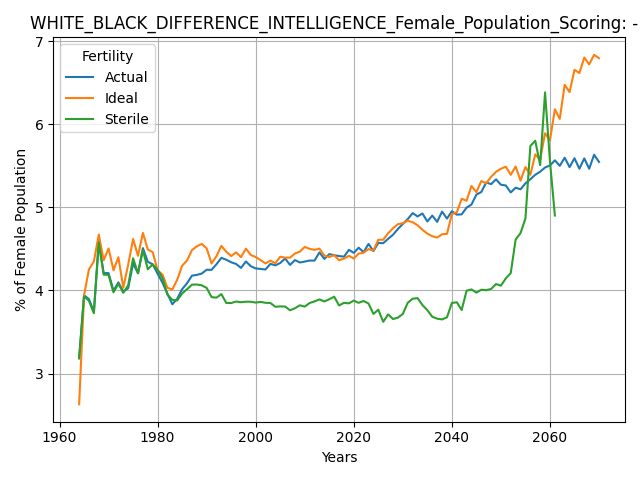 WHITE_BLACK_DIFFERENCE_INTELLIGENCE_Female_Population_Scoring: -
7
6
5
4
3
% of Female Population
Fertility
Actual
Ideal
Sterile
1960
1980
2000
2020
2040
2060
Years